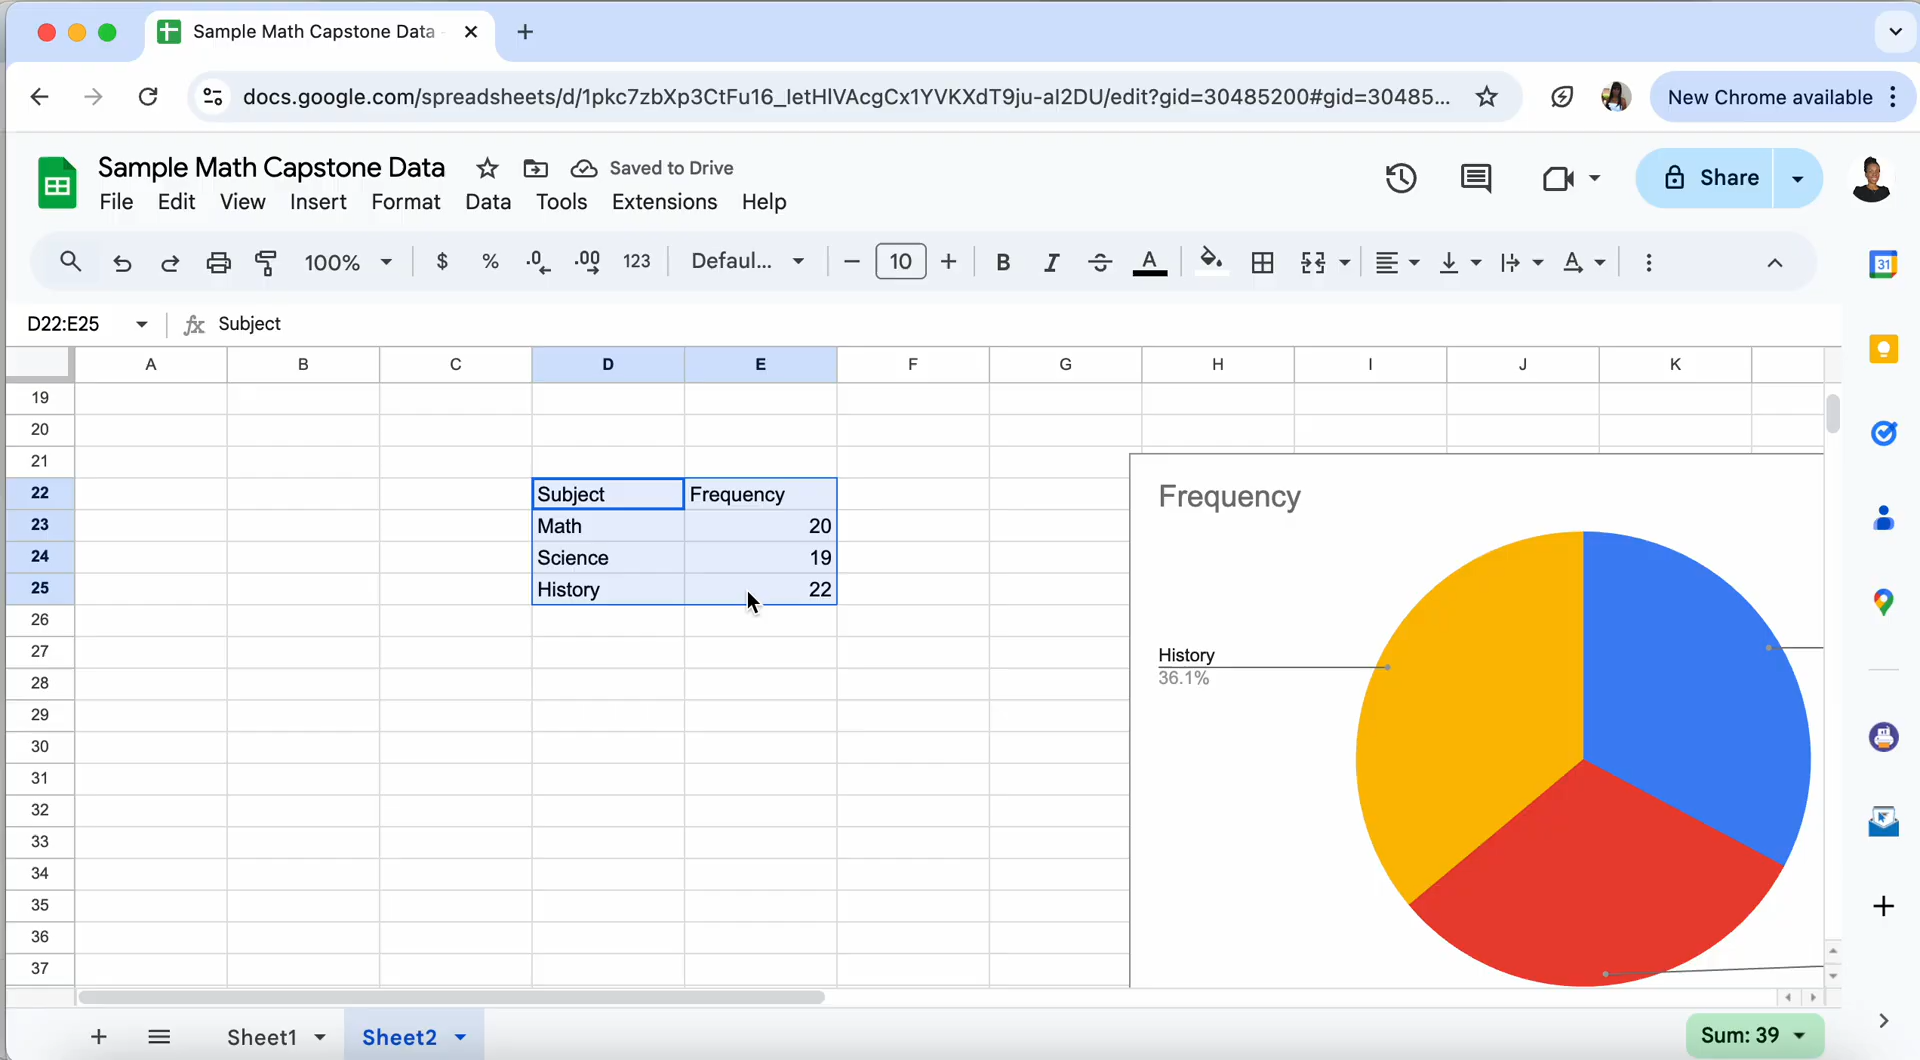 Sample Math Capstone Data
docs.google.com/spreadsheets/d/1pkc7zbXp3CtFu16_letHlVAcgCx1YVKXdT9ju-al2DU/edit?gid=30485200#gid=30485...
New Chrome available
Sample Math Capstone Data
Saved to Drive
File Edit View Insert Format Data Tools Extensions Help
Share
100% $ % .0 .00 123 Defaul... 10 B I S A A
31
D22:E25 fx Subject
A B C D E F G H I J K
19
20
21
22 Subject Frequency
23 Math 20
24 Science 19
25 History 22
26
27
28
29
30
31
32
33
34
35
36
37
Frequency
History
36.1%
Sheet1 Sheet2
Sum: 39